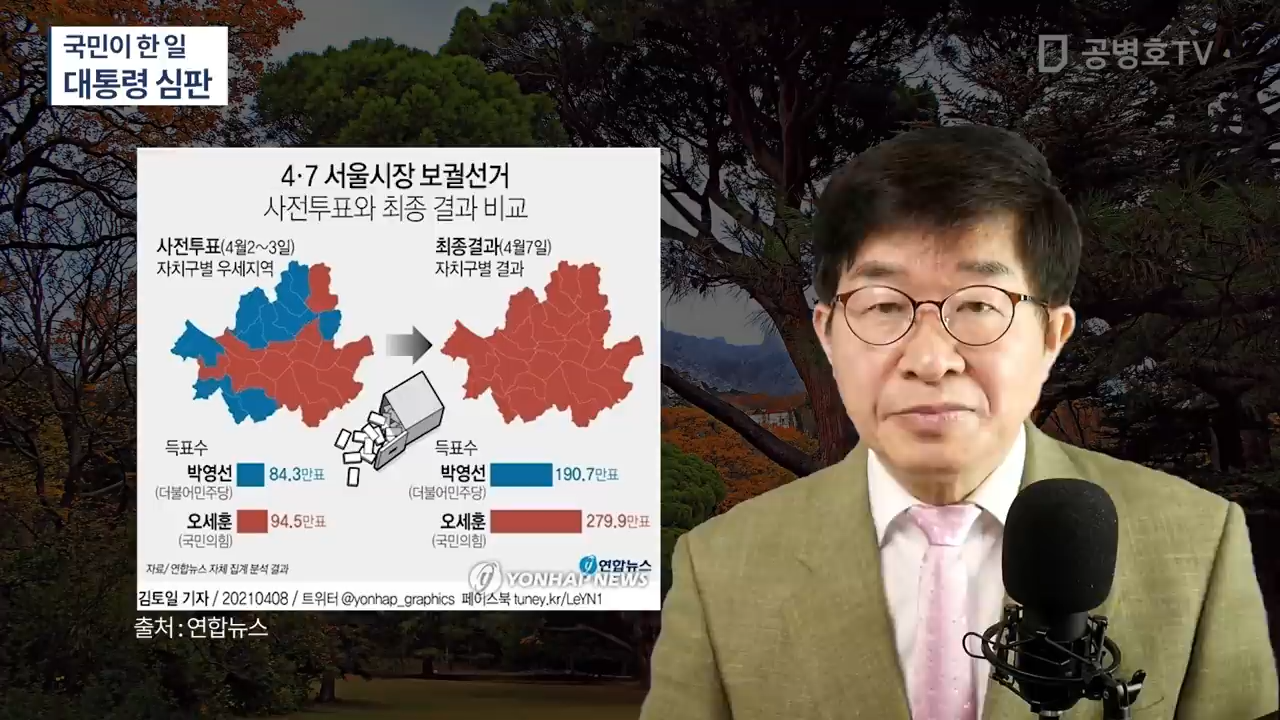 국민이 한 일
대통령 심판
공병호TV
4·7 서울시장 보궐선거
사전투표와 최종 결과 비교
사전투표(4월2~3일)
자치구별 우세지역
최종결과(4월7일)
자치구별 결과
득표수
박영선 84.3만표
(더불어민주당)
오세훈 94.5만표
(국민의힘)
득표수
박영선 190.7만표
(더불어민주당)
오세훈 279.9만표
(국민의힘)
자료/ 연합뉴스 자체 집계 분석 결과
연합뉴스
YONHAP NEWS
김토일 기자 / 20210408 / 트위터 @yonhap_graphics 페이스북 tuney.kr/LeYN1
출처 : 연합뉴스